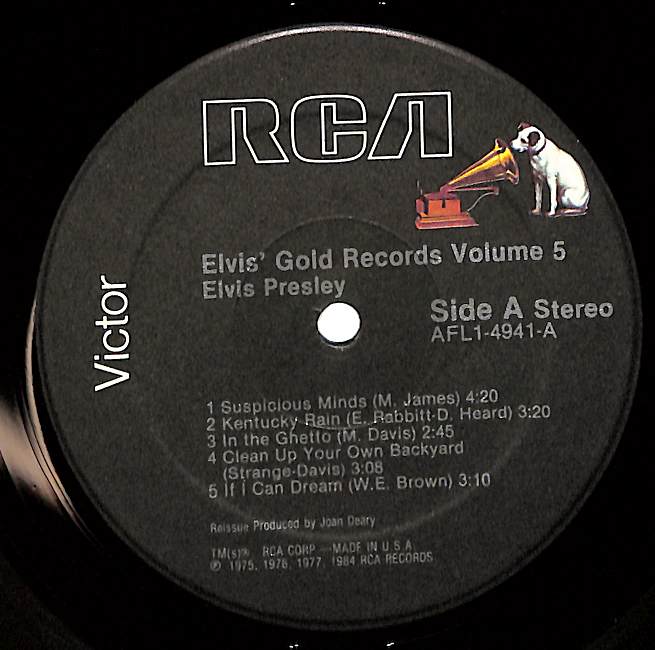 RCA
Elvis' Gold Records Volume 5
Elvis Presley
Victor
Side A Stereo
AFL1-4941-A
1 Suspicious Minds (M. James) 4:20
2 Kentucky Rain (E. Rabbitt-D. Heard) 3:20
3 In the Ghetto (M. Davis) 2:45
4 Clean Up Your Own Backyard
(Strange-Davis) 3:08
5 If I Can Dream (W.E. Brown) 3:10
Reissue Produced by Joan Deary
TM(s)® RCA CORP — MADE IN U.S.A.
℗ 1975, 1976, 1977, 1984 RCA RECORDS